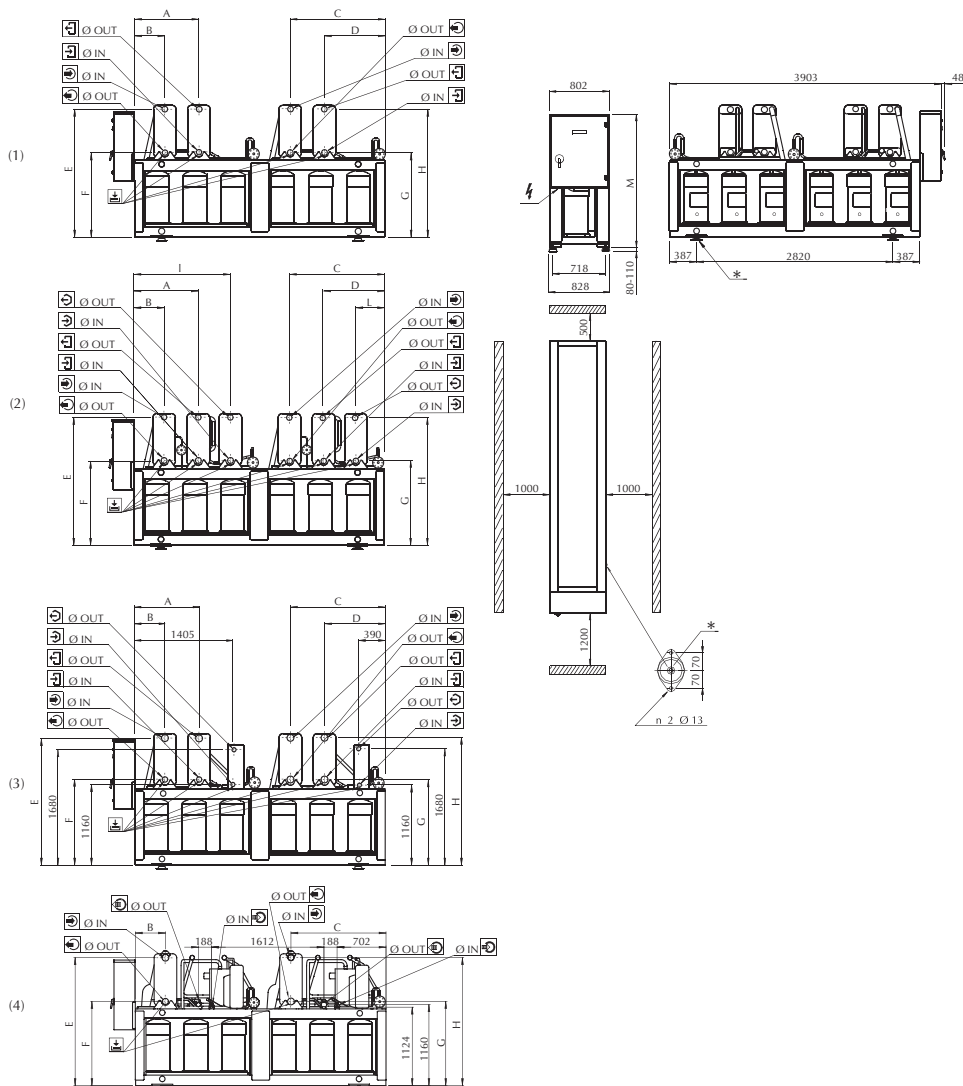 A
C
B
D
Ø OUT
Ø OUT
Ø IN
Ø IN
Ø IN
Ø OUT
Ø OUT
Ø IN
(1)
E
F
G
H
802
M
718
828
80-110
3903
48
387
2820
387
*
I
C
A
D
B
L
Ø OUT
Ø IN
Ø IN
Ø OUT
Ø OUT
Ø OUT
Ø IN
Ø IN
Ø IN
Ø OUT
Ø OUT
Ø IN
(2)
E
F
G
H
500
1000
1000
1200
*
70
70
n 2 Ø 13
A
C
B
D
1405
390
Ø OUT
Ø IN
Ø IN
Ø OUT
Ø OUT
Ø OUT
Ø IN
Ø IN
Ø IN
Ø OUT
Ø OUT
Ø IN
(3)
E
1680
F
1160
1160
G
1680
H
Ø OUT
Ø OUT
Ø IN
Ø IN
Ø IN
B
C
Ø OUT
188
1612
188
702
Ø OUT
Ø IN
(4)
E
F
1124
1160
G
H